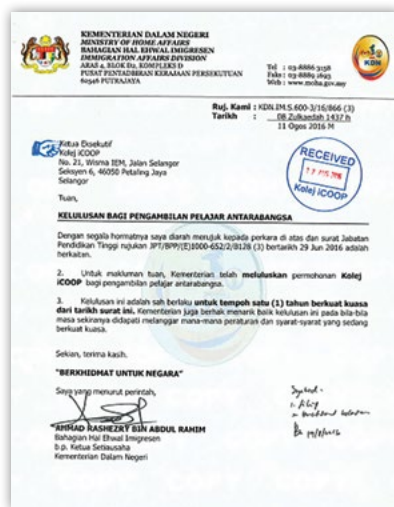 KEMENTERIAN DALAM NEGERI
MINISTRY OF HOME AFFAIRS
BAHAGIAN HAL EHWAL IMIGRESEN
IMMIGRATION AFFAIRS DIVISION
ARAS 4, BLOK D2, KOMPLEKS D
PUSAT PENTADBIRAN KERAJAAN PERSEKUTUAN
62546 PUTRAJAYA
Tel : 03-8886 3158
Faks : 03-8889 1693
Web : www.moha.gov.my
KDN
Ruj. Kami : KDN.IM.S.600-3/16/866 (3)
Tarikh : 08 Zulkaedah 1437 h
11 Ogos 2016 M
Ketua Eksekutif
Kolej iCOOP
No. 21, Wisma IEM, Jalan Selangor
Seksyen 6, 46050 Petaling Jaya
Selangor
RECEIVED
2016
Kolej iCOOP
Tuan,
KELULUSAN BAGI PENGAMBILAN PELAJAR ANTARABANGSA
Dengan segala hormatnya saya diarah merujuk kepada perkara di atas dan surat Jabatan
Pendidikan Tinggi rujukan JPT/BPP/(E)1000-652/2/B128 (3) bertarikh 29 Jun 2016 adalah
berkaitan.
2. Untuk makluman tuan, Kementerian telah meluluskan permohonan Kolej
iCOOP bagi pengambilan pelajar antarabangsa.
3. Kelulusan ini adalah sah berlaku untuk tempoh satu (1) tahun berkuat kuasa
dari tarikh surat ini. Kementerian juga berhak menarik balik kelulusan ini pada bila-bila
masa sekiranya didapati melanggar mana-mana peraturan dan syarat-syarat yang sedang
berkuat kuasa.
Sekian, terima kasih.
"BERKHIDMAT UNTUK NEGARA"
Saya yang menurut perintah,
AHMAD RASHEZRY BIN ABDUL RAHIM
Bahagian Hal Ehwal Imigresen
b.p. Ketua Setiausaha
Kementerian Dalam Negeri